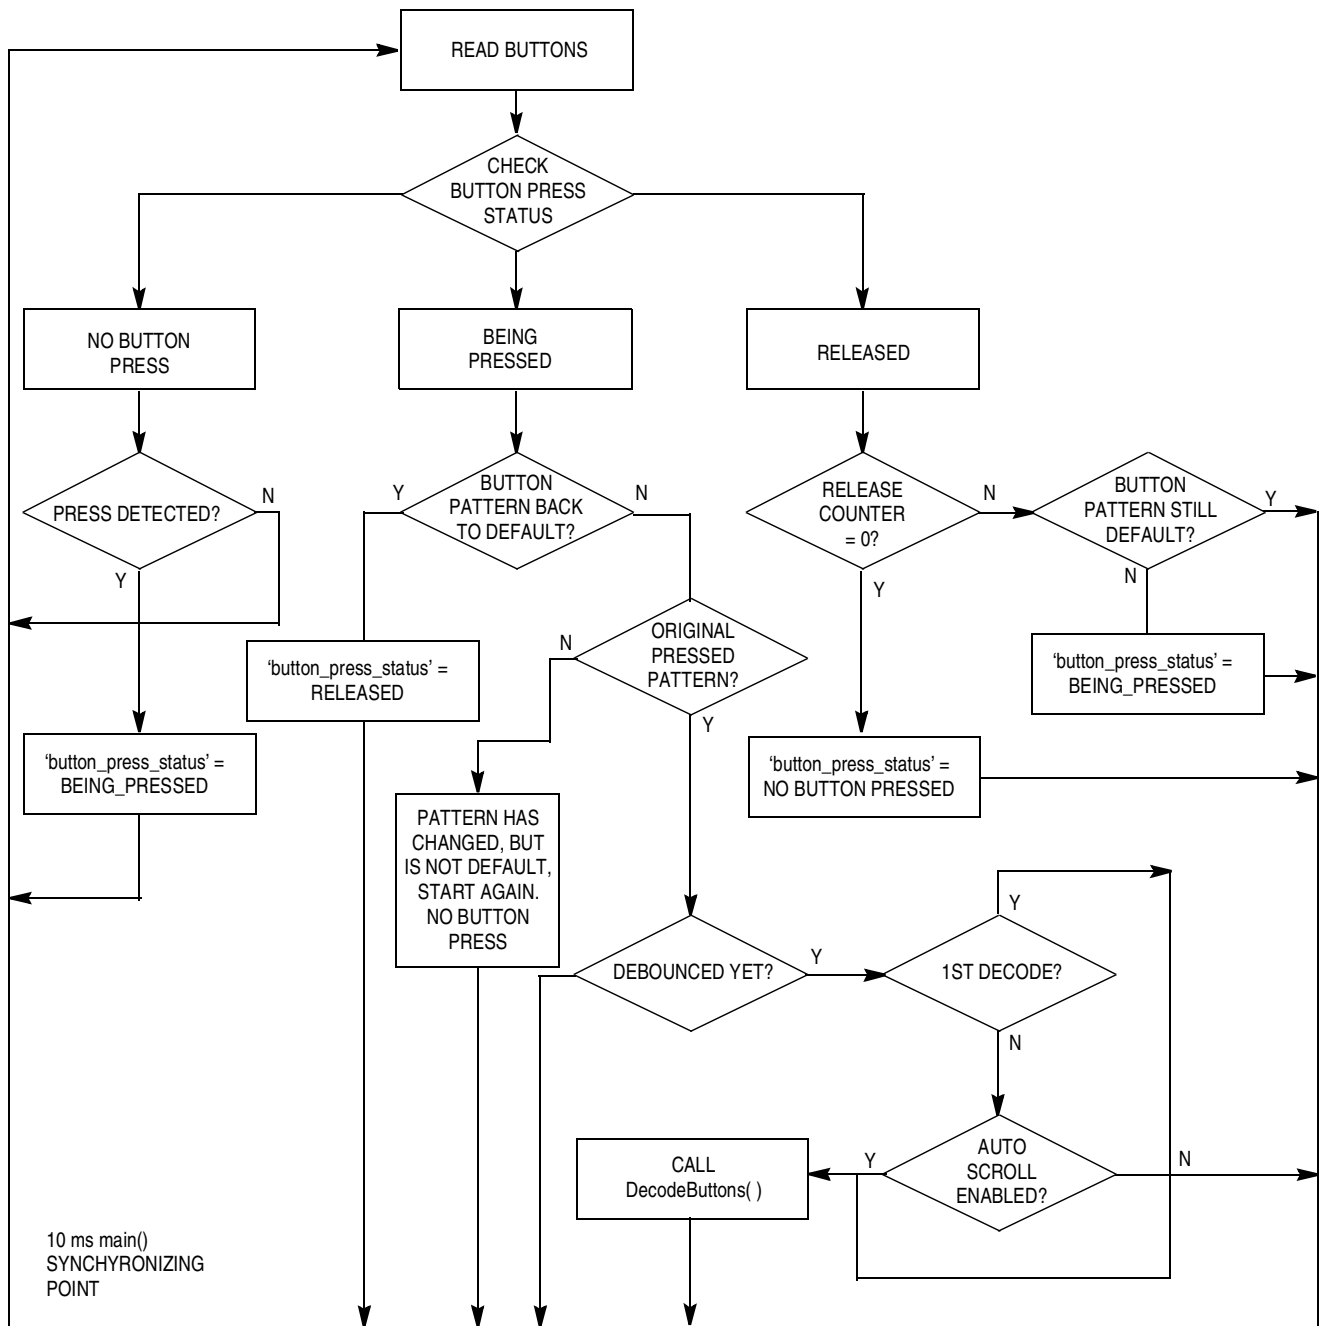 READ BUTTONS
CHECK
BUTTON PRESS
STATUS
NO BUTTON
PRESS
BEING
PRESSED
RELEASED
PRESS DETECTED?
N
Y
BUTTON
PATTERN BACK
TO DEFAULT?
Y
N
RELEASE
COUNTER
= 0?
N
Y
BUTTON
PATTERN STILL
DEFAULT?
Y
N
ORIGINAL
PRESSED
PATTERN?
N
Y
‘button_press_status’ =
RELEASED
‘button_press_status’ =
BEING_PRESSED
‘button_press_status’ =
BEING_PRESSED
‘button_press_status’ =
NO BUTTON PRESSED
PATTERN HAS
CHANGED, BUT
IS NOT DEFAULT,
START AGAIN.
NO BUTTON
PRESS
DEBOUNCED YET?
Y
1ST DECODE?
Y
N
CALL
DecodeButtons( )
Y
AUTO
SCROLL
ENABLED?
N
10 ms main()
SYNCHYRONIZING
POINT